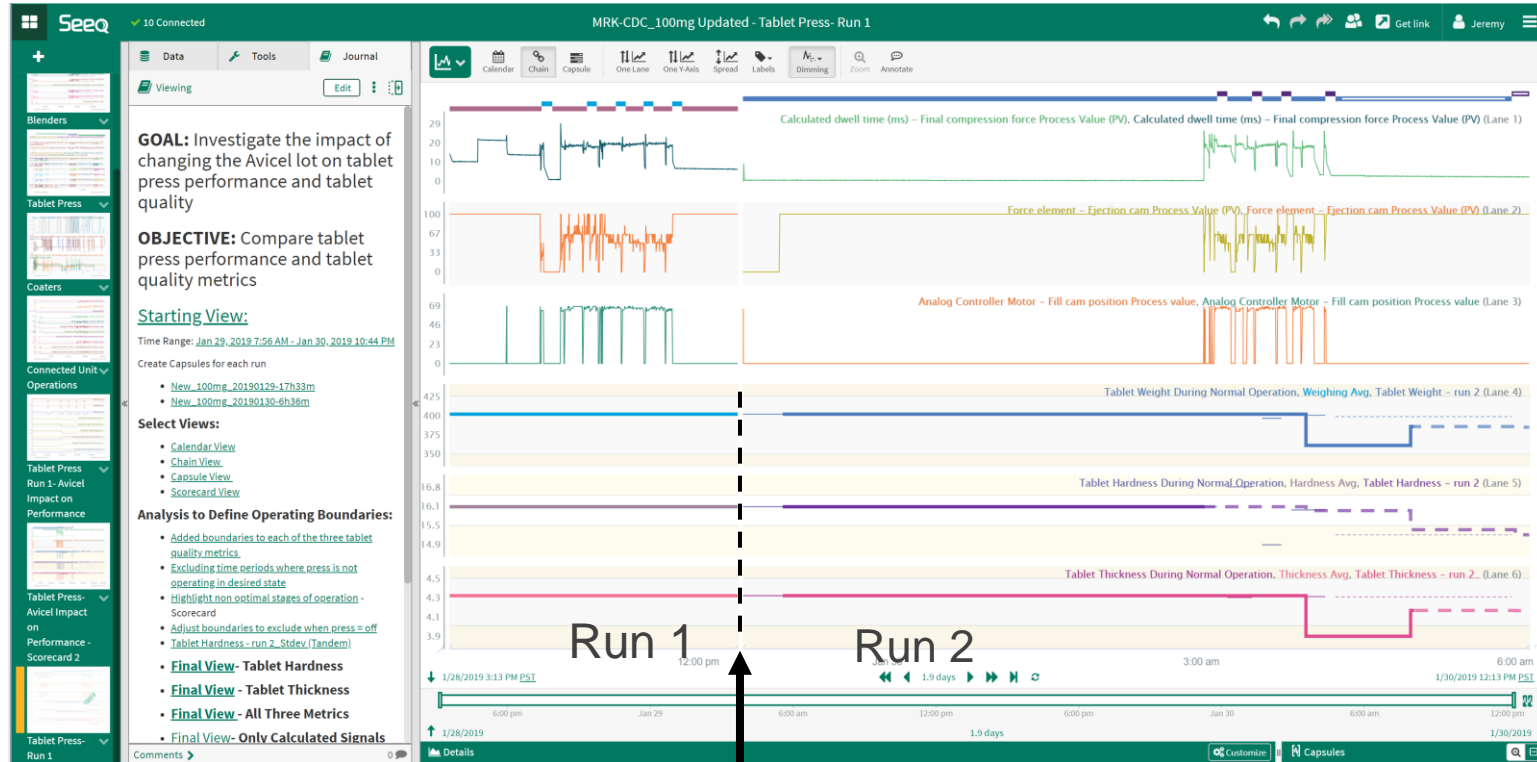 Seeq
10 Connected
MRK-CDC_100mg Updated - Tablet Press- Run 1
Get link
Jeremy
Blenders
Tablet Press
Coaters
Connected Unit
Operations
Tablet Press
Run 1- Avicel
Impact on
Performance
Tablet Press-
Avicel Impact
on
Performance -
Scorecard 2
Tablet Press-
Run 1
Data
Tools
Journal
Viewing
Edit
GOAL: Investigate the impact of
changing the Avicel lot on tablet
press performance and tablet
quality
OBJECTIVE: Compare tablet
press performance and tablet
quality metrics
Starting View:
Time Range: Jan 29, 2019 7:56 AM - Jan 30, 2019 10:44 PM
Create Capsules for each run
New_100mg_20190129-17h33m
New_100mg_20190130-6h36m
Select Views:
Calendar View
Chain View
Capsule View
Scorecard View
Analysis to Define Operating Boundaries:
Added boundaries to each of the three tablet
quality metrics
Excluding time periods where press is not
operating in desired state
Highlight non optimal stages of operation -
Scorecard
Adjust boundaries to exclude when press = off
Tablet Hardness - run 2_Stdev (Tandem)
Final View- Tablet Hardness
Final View - Tablet Thickness
Final View - All Three Metrics
Final View- Only Calculated Signals
Comments
0
Calendar
Chain
Capsule
One Lane
One Y-Axis
Spread
Labels
Dimming
Zoom
Annotate
Calculated dwell time (ms) – Final compression force Process Value (PV), Calculated dwell time (ms) – Final compression force Process Value (PV) (Lane 1)
29
20
10
0
Force element – Ejection cam Process Value (PV), Force element – Ejection cam Process Value (PV) (Lane 2)
100
67
33
0
Analog Controller Motor – Fill cam position Process value, Analog Controller Motor – Fill cam position Process value (Lane 3)
69
46
23
0
Tablet Weight During Normal Operation, Weighing Avg, Tablet Weight – run 2 (Lane 4)
425
400
375
350
Tablet Hardness During Normal Operation, Hardness Avg, Tablet Hardness – run 2 (Lane 5)
16.8
16.1
15.5
14.9
Tablet Thickness During Normal Operation, Thickness Avg, Tablet Thickness – run 2_ (Lane 6)
4.5
4.3
4.1
3.9
Run 1
Run 2
12:00 pm
Jan 30
3:00 am
6:00 am
1/28/2019 3:13 PM PST
1.9 days
1/30/2019 12:13 PM PST
6:00 pm
Jan 29
6:00 am
12:00 pm
6:00 pm
Jan 30
6:00 am
12:00 pm
1/28/2019
1.9 days
1/30/2019
Details
Customize
Capsules